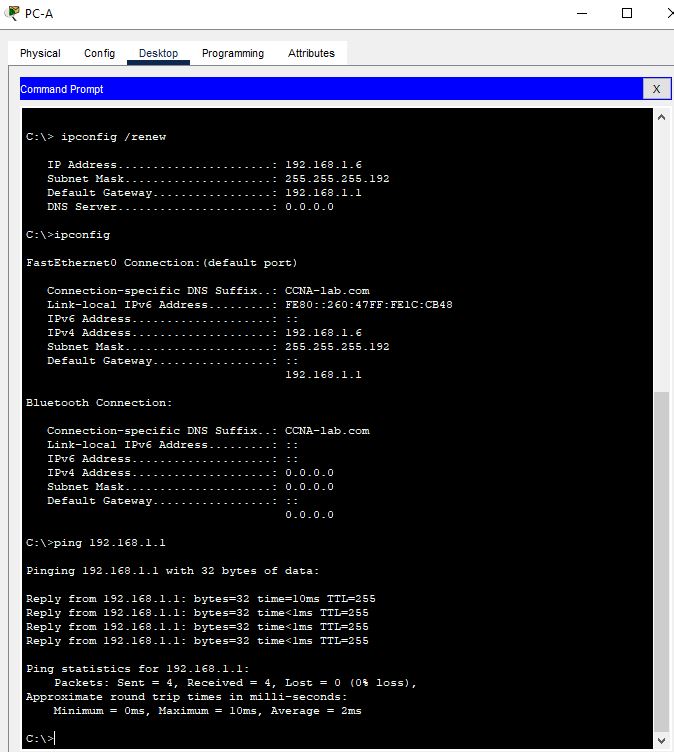 PC-A
Physical Config Desktop Programming Attributes
Command Prompt X
C:\> ipconfig /renew
IP Address......................: 192.168.1.6
Subnet Mask.....................: 255.255.255.192
Default Gateway.................: 192.168.1.1
DNS Server......................: 0.0.0.0
C:\>ipconfig
FastEthernet0 Connection:(default port)
Connection-specific DNS Suffix..: CCNA-lab.com
Link-local IPv6 Address.........: FE80::260:47FF:FE1C:CB48
IPv6 Address....................: ::
IPv4 Address....................: 192.168.1.6
Subnet Mask.....................: 255.255.255.192
Default Gateway.................: ::
192.168.1.1
Bluetooth Connection:
Connection-specific DNS Suffix..: CCNA-lab.com
Link-local IPv6 Address.........: ::
IPv6 Address....................: ::
IPv4 Address....................: 0.0.0.0
Subnet Mask.....................: 0.0.0.0
Default Gateway.................: ::
0.0.0.0
C:\>ping 192.168.1.1
Pinging 192.168.1.1 with 32 bytes of data:
Reply from 192.168.1.1: bytes=32 time=10ms TTL=255
Reply from 192.168.1.1: bytes=32 time<1ms TTL=255
Reply from 192.168.1.1: bytes=32 time<1ms TTL=255
Reply from 192.168.1.1: bytes=32 time<1ms TTL=255
Ping statistics for 192.168.1.1:
Packets: Sent = 4, Received = 4, Lost = 0 (0% loss),
Approximate round trip times in milli-seconds:
Minimum = 0ms, Maximum = 10ms, Average = 2ms
C:\>